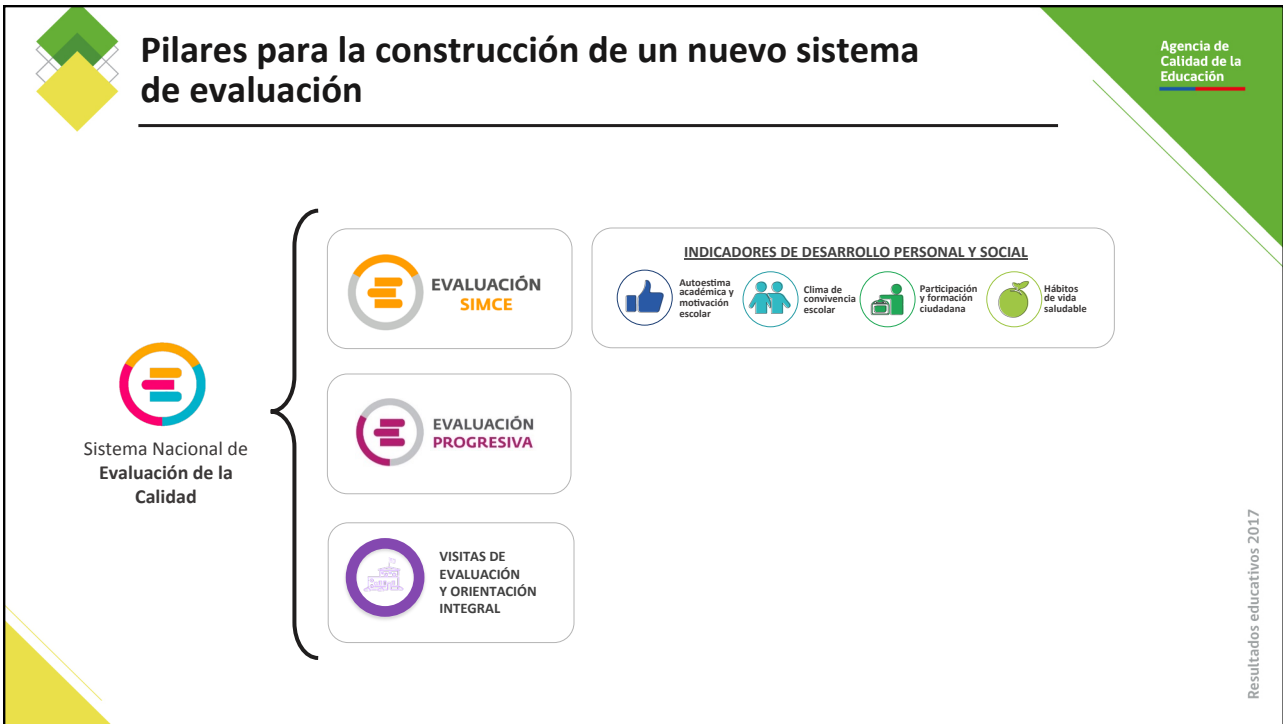 Pilares para la construcción de un nuevo sistema
de evaluación
Agencia de
Calidad de la
Educación
EVALUACIÓN
SIMCE
INDICADORES DE DESARROLLO PERSONAL Y SOCIAL
Autoestima
académica y
motivación
escolar
Clima de
convivencia
escolar
Participación
y formación
ciudadana
Hábitos
de vida
saludable
Sistema Nacional de
Evaluación de la
Calidad
EVALUACIÓN
PROGRESIVA
VISITAS DE
EVALUACIÓN
Y ORIENTACIÓN
INTEGRAL
Resultados educativos 2017